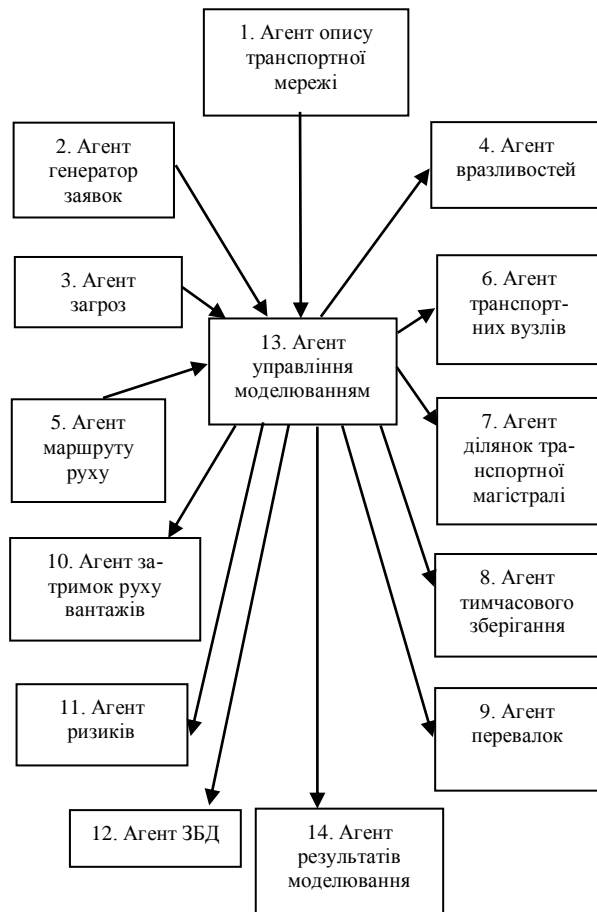 1. Агент опису
транспортної
мережі
2. Агент
генератор
заявок
4. Агент
вразливостей
3. Агент
загроз
6. Агент
транспорт-
них вузлів
13. Агент
управління
моделюванням
5. Агент
маршруту
руху
7. Агент
ділянок тра-
нспортної
магістралі
10. Агент за-
тримок руху
вантажів
8. Агент
тимчасового
зберігання
11. Агент
ризиків
9. Агент
перевалок
12. Агент ЗБД
14. Агент
результатів
моделювання